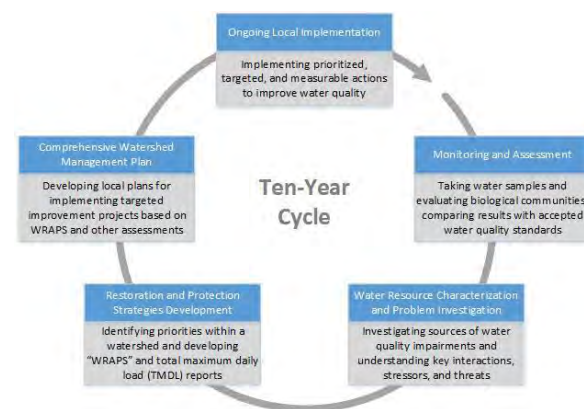 Ongoing Local Implementation
Implementing prioritized,
targeted, and measurable actions
to improve water quality
Monitoring and Assessment
Taking water samples and
evaluating biological communities,
comparing results with accepted
water quality standards
Water Resource Characterization
and Problem Investigation
Investigating sources of water
quality impairments and
understanding key interactions,
stressors, and threats
Restoration and Protection
Strategies Development
Identifying priorities within a
watershed and developing
“WRAPS” and total maximum daily
load (TMDL) reports
Comprehensive Watershed
Management Plan
Developing local plans for
implementing targeted
improvement projects based on
WRAPS and other assessments
Ten-Year
Cycle